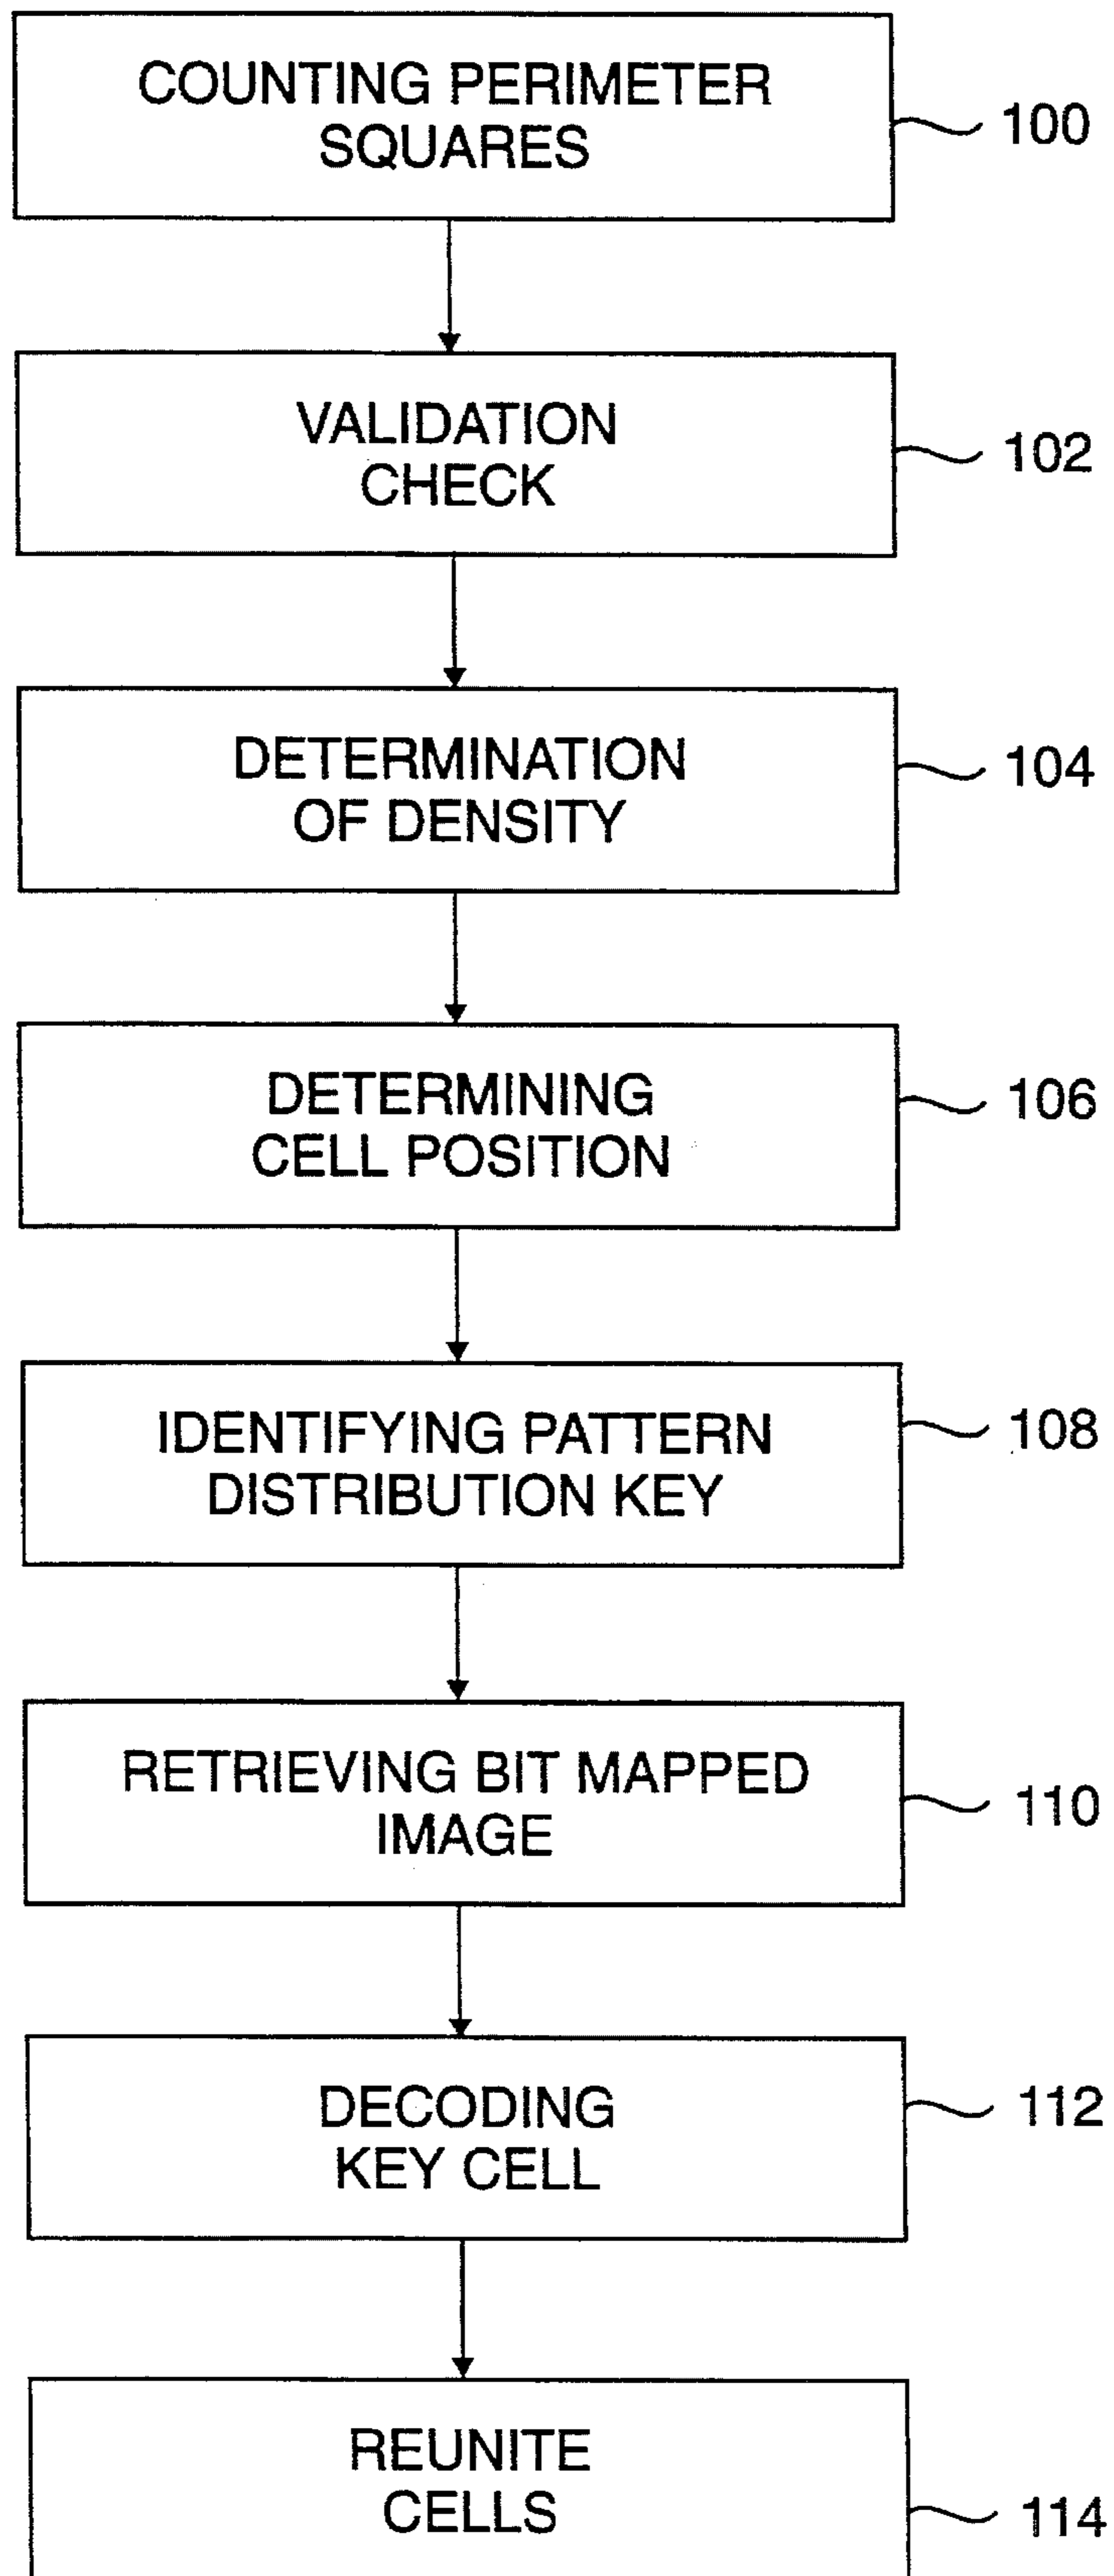 COUNTING PERIMETER
SQUARES
100
VALIDATION
CHECK
102
DETERMINATION
OF DENSITY
104
DETERMINING
CELL POSITION
106
IDENTIFYING PATTERN
DISTRIBUTION KEY
108
RETRIEVING BIT MAPPED
IMAGE
110
DECODING
KEY CELL
112
REUNITE
CELLS
114